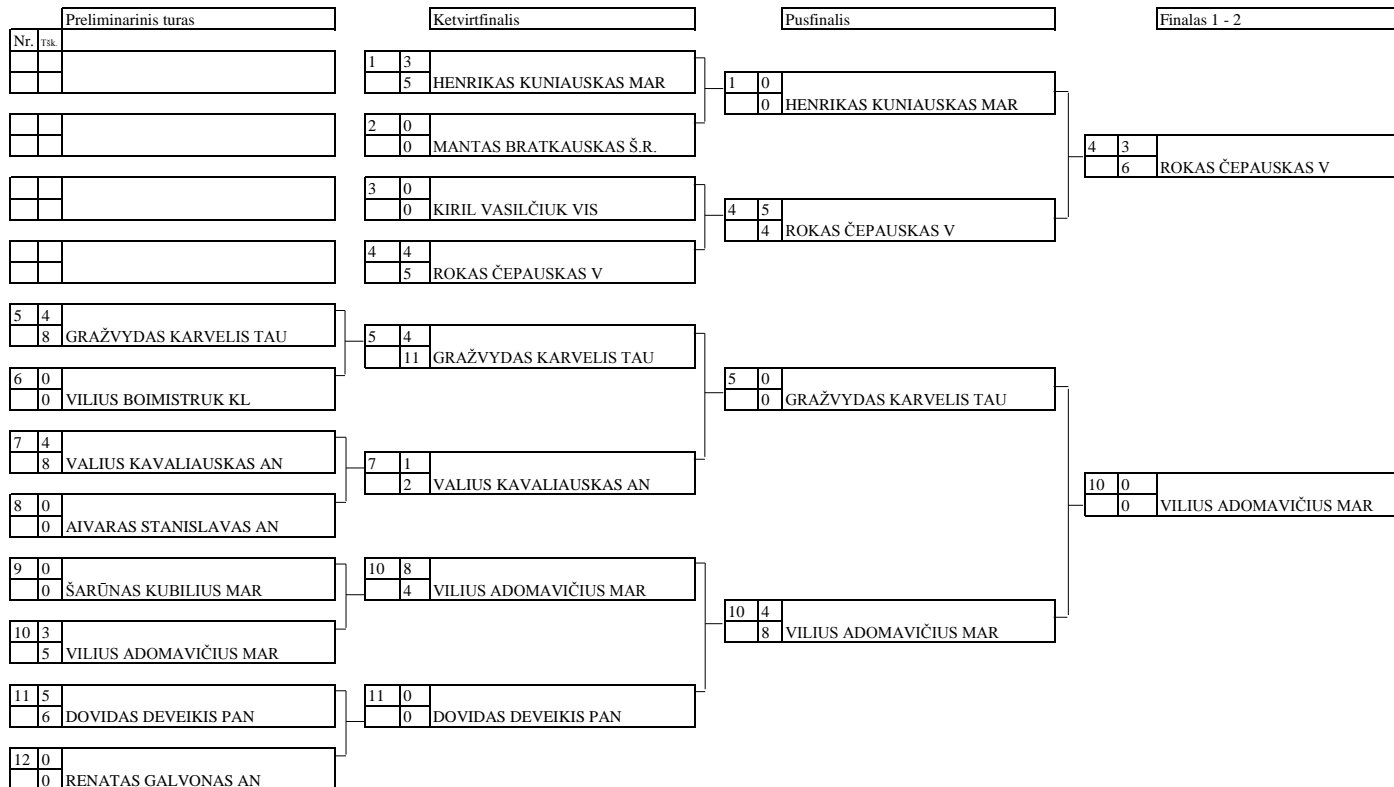 Preliminarinis turas
Nr. Tšk.
5 4
8 GRAŽVYDAS KARVELIS TAU
6 0
0 VILIUS BOIMISTRUK KL
7 4
8 VALIUS KAVALIAUSKAS AN
8 0
0 AIVARAS STANISLAVAS AN
9 0
0 ŠARŪNAS KUBILIUS MAR
10 3
5 VILIUS ADOMAVIČIUS MAR
11 5
6 DOVIDAS DEVEIKIS PAN
12 0
0 RENATAS GALVONAS AN
Ketvirtfinalis
1 3
5 HENRIKAS KUNIAUSKAS MAR
2 0
0 MANTAS BRATKAUSKAS Š.R.
3 0
0 KIRIL VASILČIUK VIS
4 4
5 ROKAS ČEPAUSKAS V
5 4
11 GRAŽVYDAS KARVELIS TAU
7 1
2 VALIUS KAVALIAUSKAS AN
10 8
4 VILIUS ADOMAVIČIUS MAR
11 0
0 DOVIDAS DEVEIKIS PAN
Pusfinalis
1 0
0 HENRIKAS KUNIAUSKAS MAR
4 5
4 ROKAS ČEPAUSKAS V
5 0
0 GRAŽVYDAS KARVELIS TAU
10 4
8 VILIUS ADOMAVIČIUS MAR
Finalas 1 - 2
4 3
6 ROKAS ČEPAUSKAS V
10 0
0 VILIUS ADOMAVIČIUS MAR